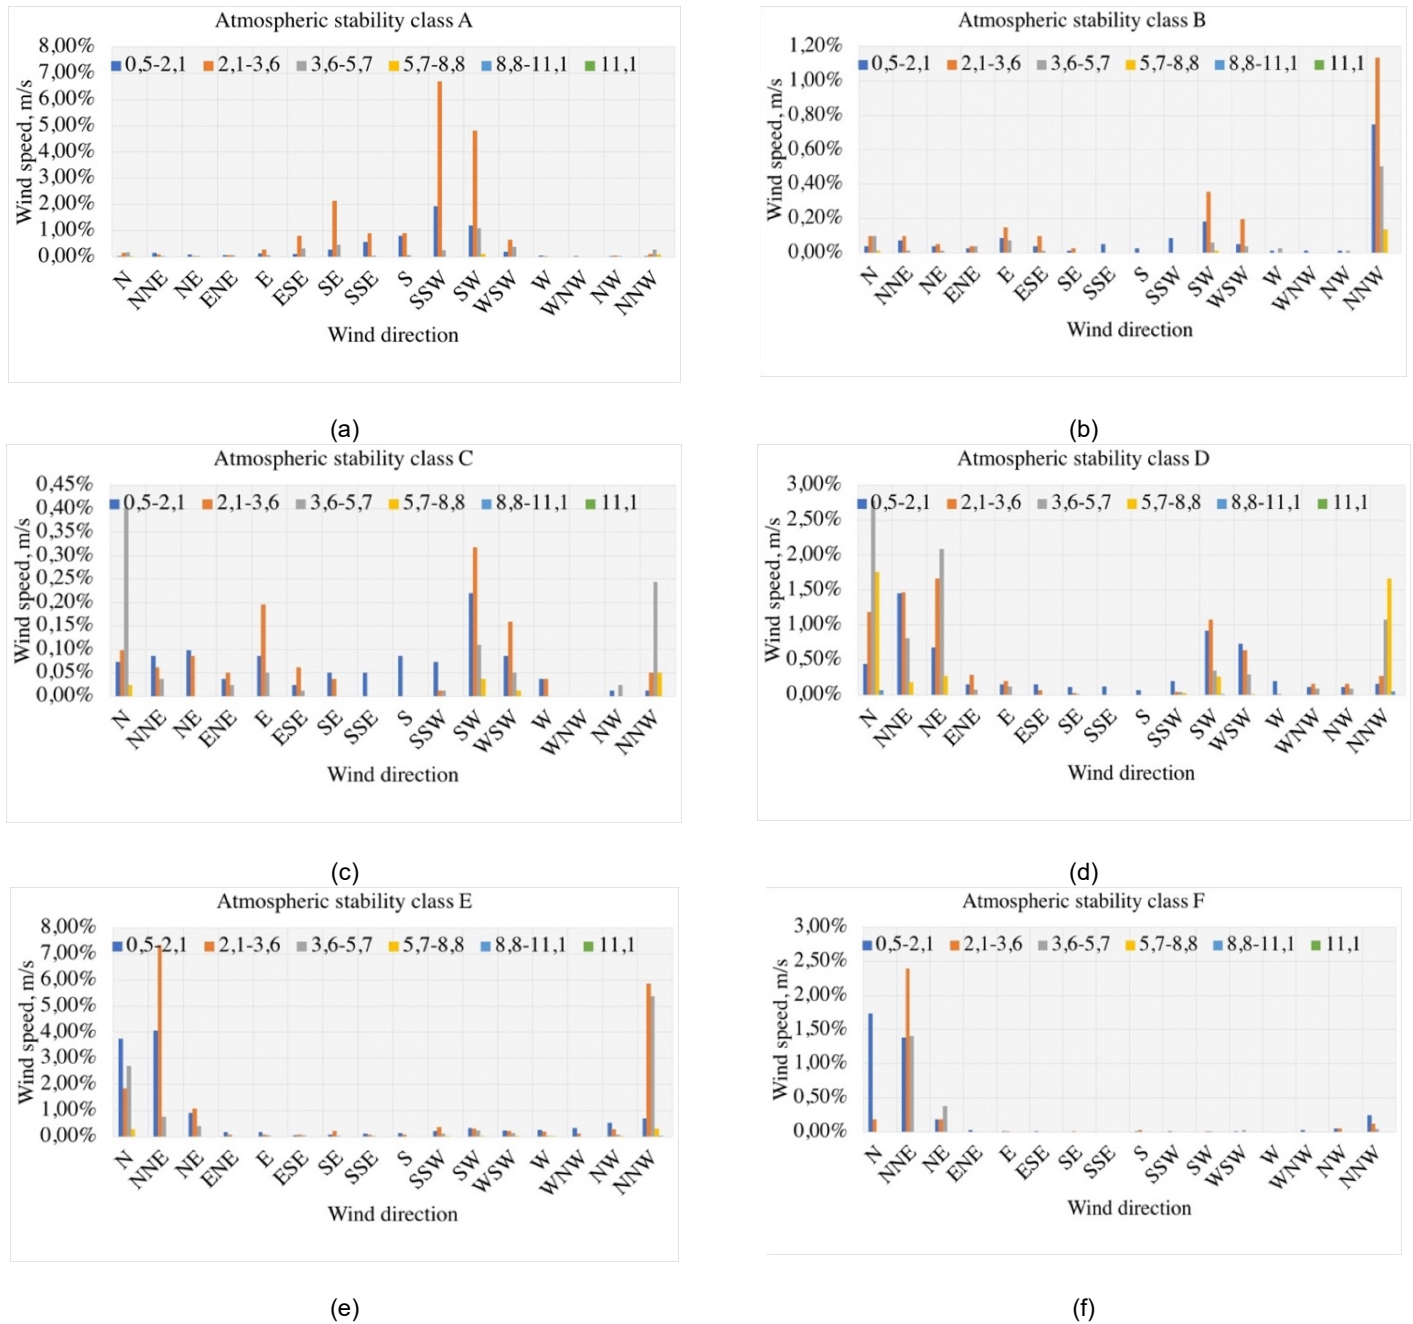 Atmospheric stability class A
8,00%
7,00%
6,00%
5,00%
4,00%
3,00%
2,00%
1,00%
0,00%
Wind speed, m/s
0,5-2,1 2,1-3,6 3,6-5,7 5,7-8,8 8,8-11,1 11,1
N NNE NE ENE E ESE SE SSE S SSW SW WSW W WNW NW NNW
Wind direction
(a)
Atmospheric stability class B
1,20%
1,00%
0,80%
0,60%
0,40%
0,20%
0,00%
Wind speed, m/s
0,5-2,1 2,1-3,6 3,6-5,7 5,7-8,8 8,8-11,1 11,1
N NNE NE ENE E ESE SE SSE S SSW SW WSW W WNW NW NNW
Wind direction
(b)
Atmospheric stability class C
0,45%
0,40%
0,35%
0,30%
0,25%
0,20%
0,15%
0,10%
0,05%
0,00%
Wind speed, m/s
0,5-2,1 2,1-3,6 3,6-5,7 5,7-8,8 8,8-11,1 11,1
N NNE NE ENE E ESE SE SSE S SSW SW WSW W WNW NW NNW
Wind direction
(c)
Atmospheric stability class D
3,00%
2,50%
2,00%
1,50%
1,00%
0,50%
0,00%
Wind speed, m/s
0,5-2,1 2,1-3,6 3,6-5,7 5,7-8,8 8,8-11,1 11,1
N NNE NE ENE E ESE SE SSE S SSW SW WSW W WNW NW NNW
Wind direction
(d)
Atmospheric stability class E
8,00%
7,00%
6,00%
5,00%
4,00%
3,00%
2,00%
1,00%
0,00%
Wind speed, m/s
0,5-2,1 2,1-3,6 3,6-5,7 5,7-8,8 8,8-11,1 11,1
N NNE NE ENE E ESE SE SSE S SSW SW WSW W WNW NW NNW
Wind direction
(e)
Atmospheric stability class F
3,00%
2,50%
2,00%
1,50%
1,00%
0,50%
0,00%
Wind speed, m/s
0,5-2,1 2,1-3,6 3,6-5,7 5,7-8,8 8,8-11,1 11,1
N NNE NE ENE E ESE SE SSE S SSW SW WSW W WNW NW NNW
Wind direction
(f)